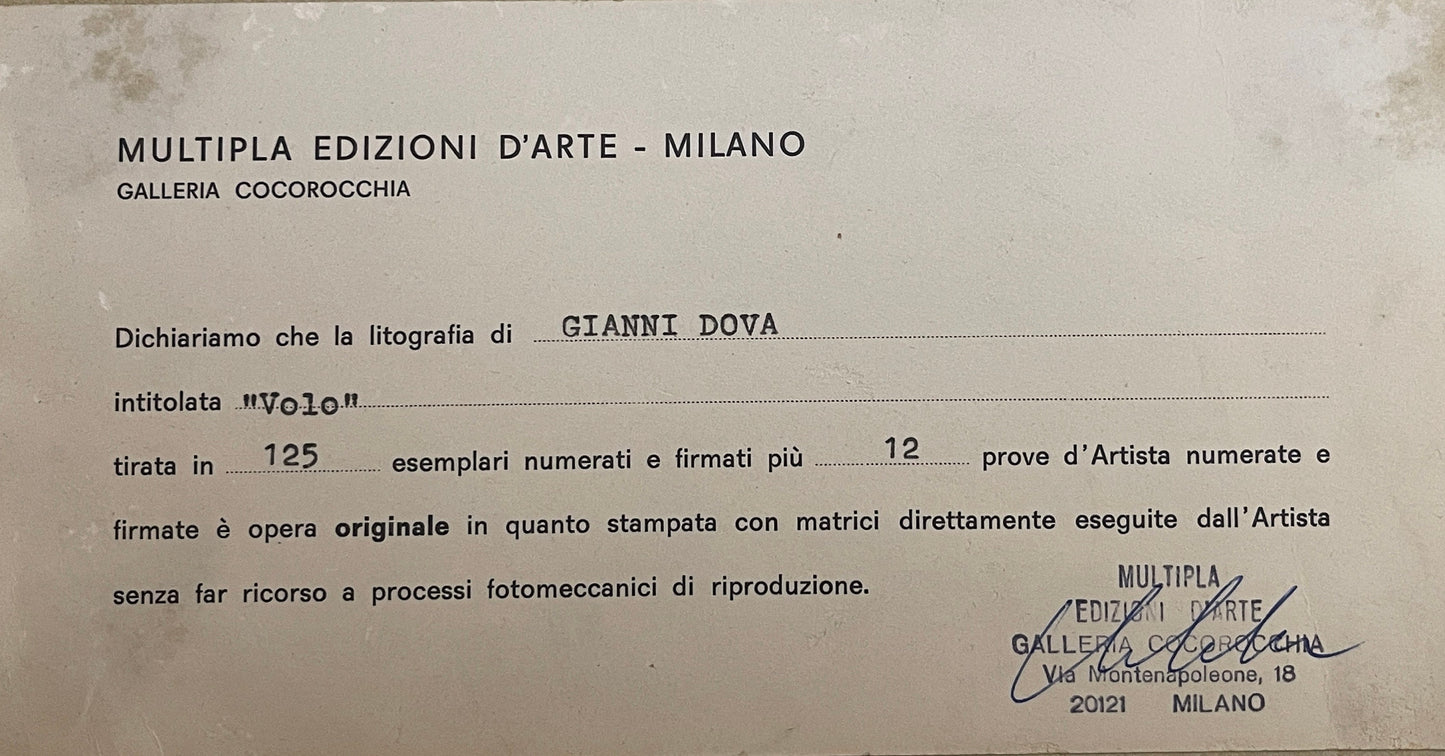 MULTIPLA EDIZIONI D'ARTE - MILANO
GALLERIA COCOROCCHIA
Dichiariamo che la litografia di GIANNI DOVA
intitolata "Volo"
tirata in 125 esemplari numerati e firmati più 12 prove d'Artista numerate e
firmate è opera originale in quanto stampata con matrici direttamente eseguite dall'Artista
senza far ricorso a processi fotomeccanici di riproduzione.
MULTIPLA
EDIZIONI D'ARTE
GALLERIA COCOROCCHIA
Via Montenapoleone, 18
20121 MILANO